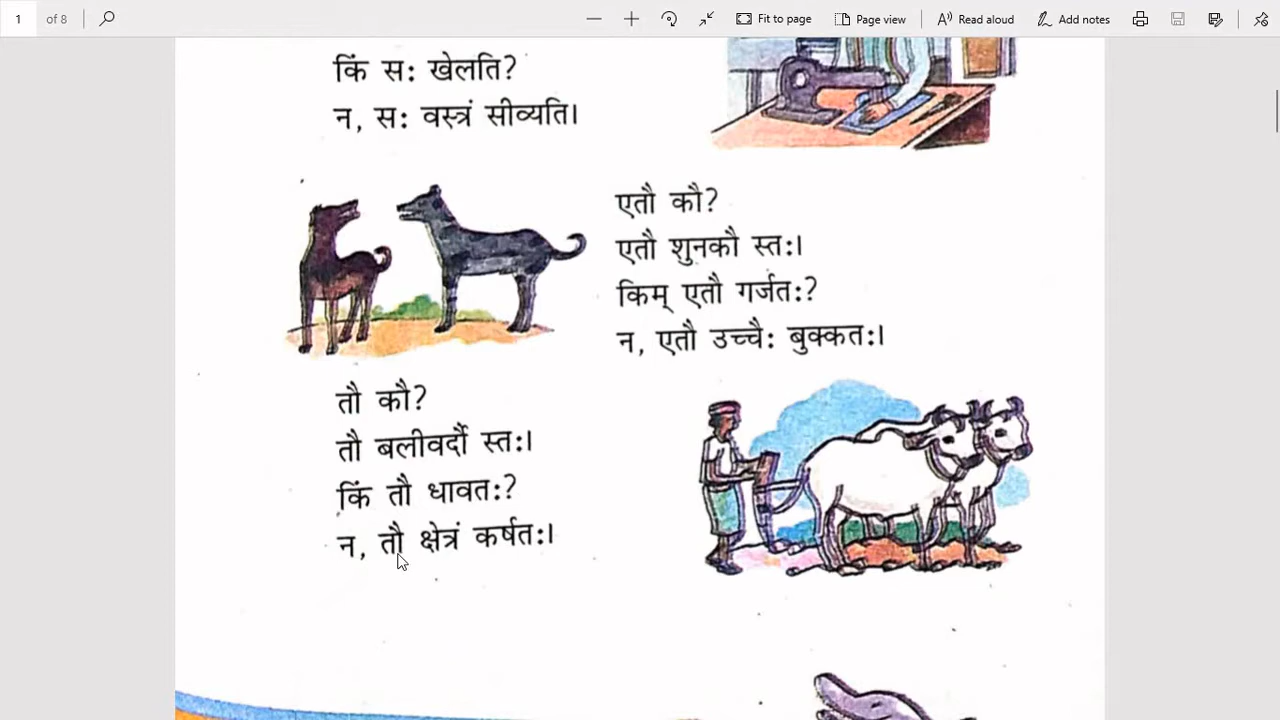 1 of 8 Fit to page Page view Read aloud Add notes
किं सः खेलति?
न, सः वस्त्रं सीव्यति।
एतौ कौ?
एतौ शुनकौ स्तः।
किम् एतौ गर्जतः?
न, एतौ उच्चैः बुक्कतः।
तौ कौ?
तौ बलीवर्दौ स्तः।
किं तौ धावतः?
न, तौ क्षेत्रं कर्षतः।